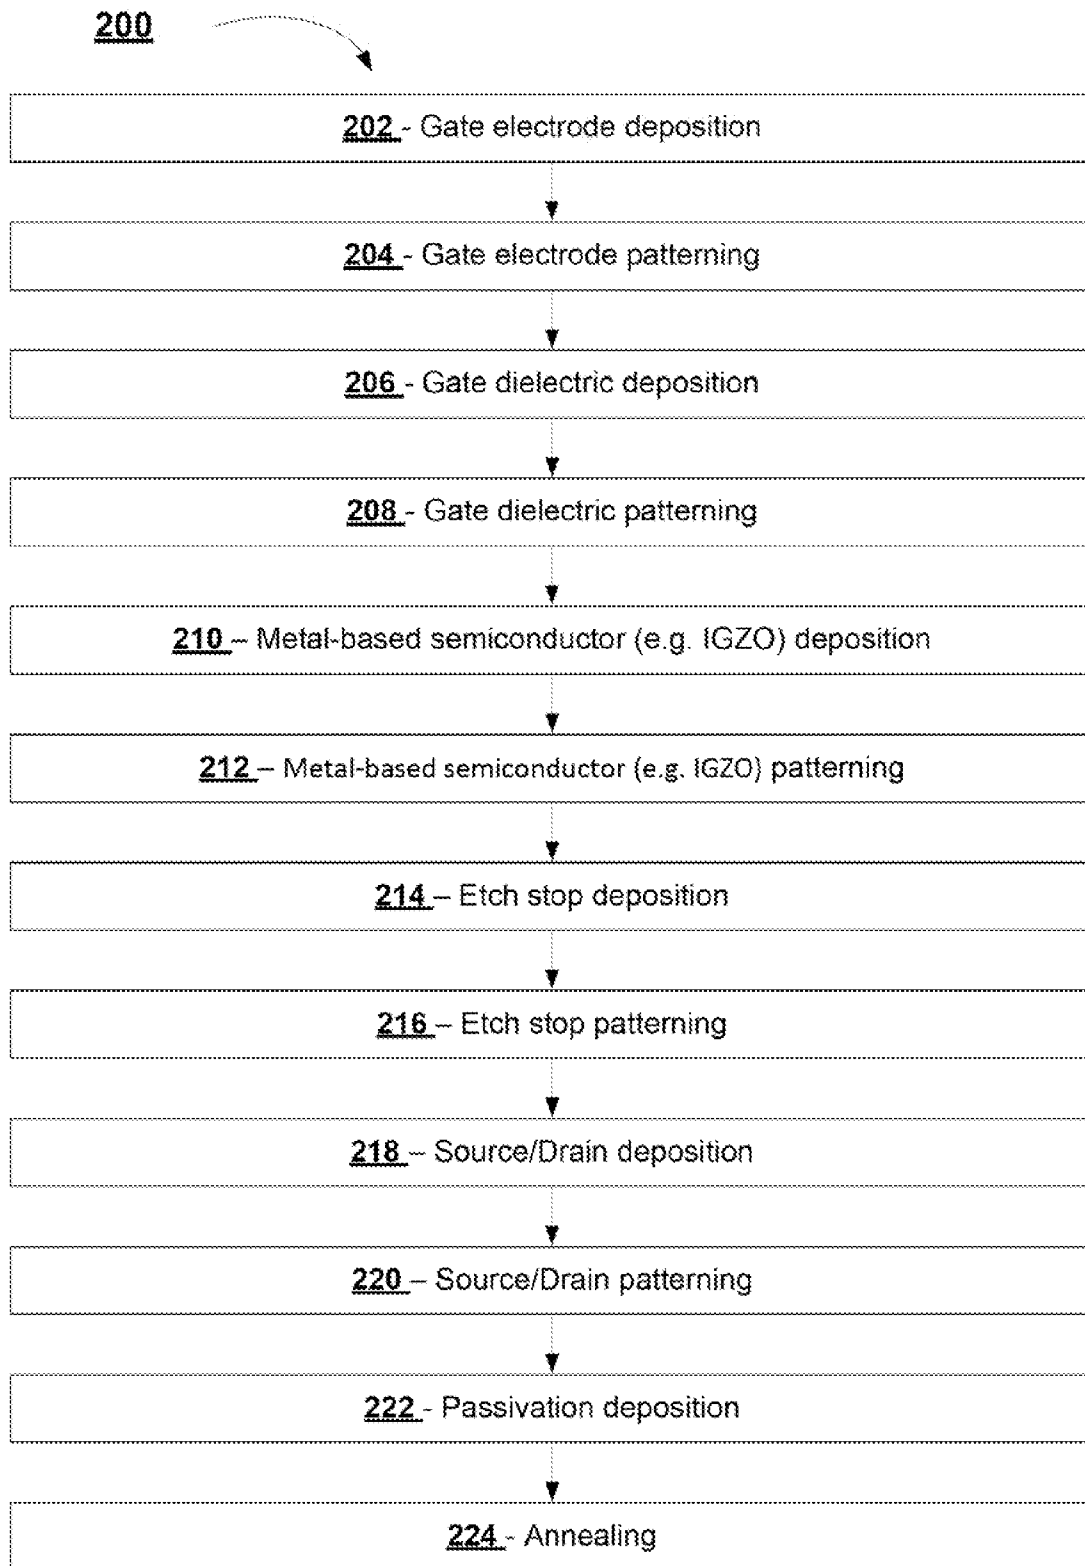 200
202 - Gate electrode deposition
204 - Gate electrode patterning
206 - Gate dielectric deposition
208 - Gate dielectric patterning
210 – Metal-based semiconductor (e.g. IGZO) deposition
212 – Metal-based semiconductor (e.g. IGZO) patterning
214 – Etch stop deposition
216 – Etch stop patterning
218 – Source/Drain deposition
220 – Source/Drain patterning
222 - Passivation deposition
224 - Annealing